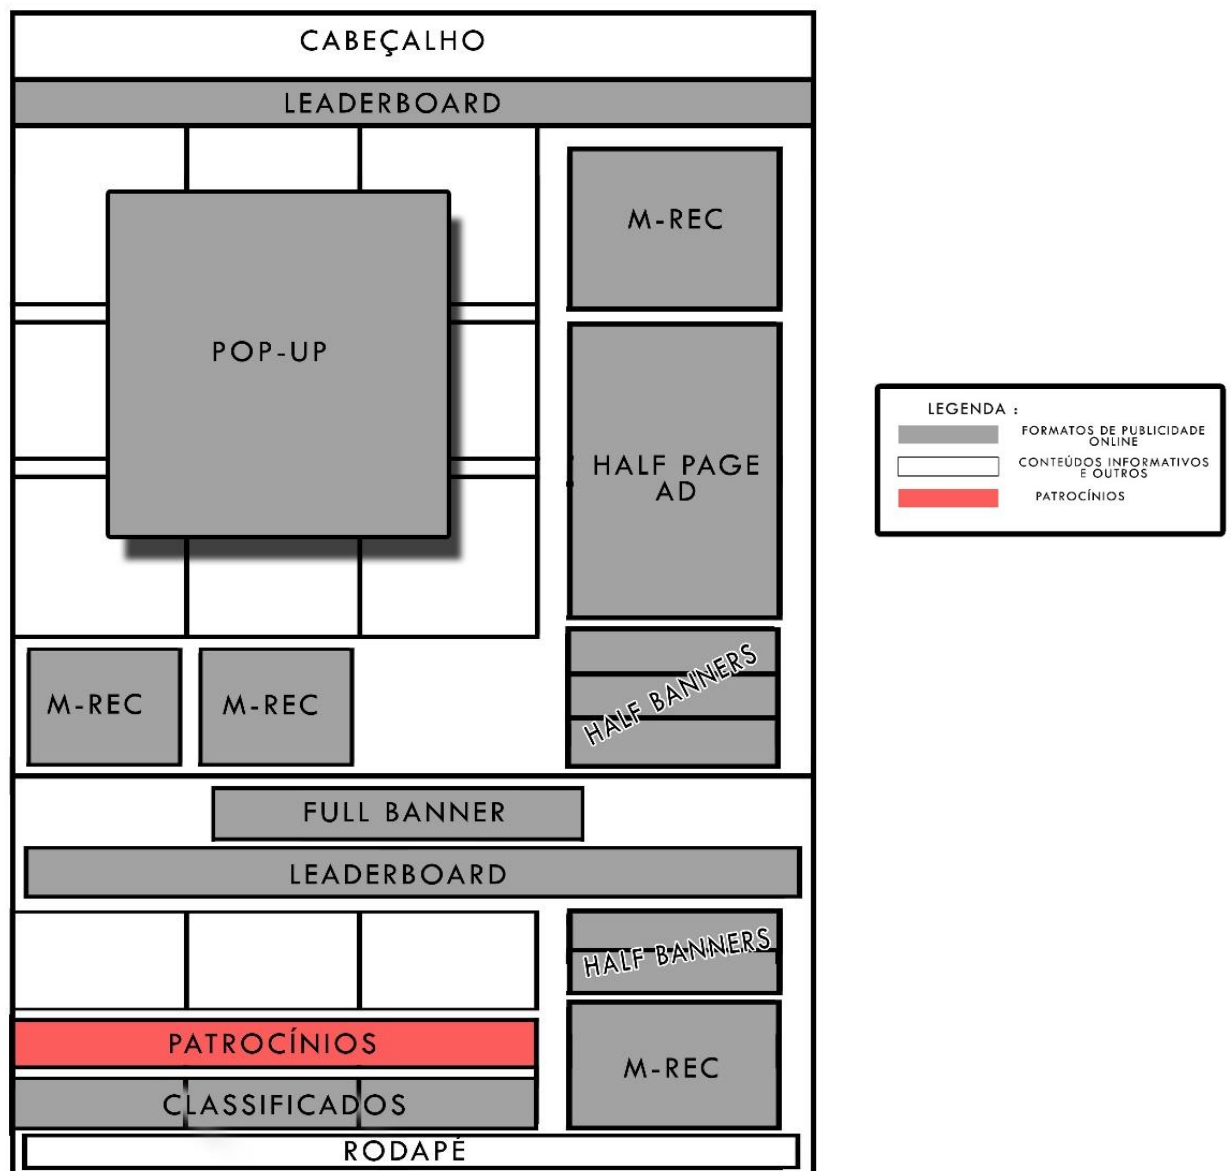 CABEÇALHO
LEADERBOARD
M-REC
POP-UP
HALF PAGE
AD
M-REC
M-REC
HALF BANNERS
FULL BANNER
LEADERBOARD
HALF BANNERS
PATROCÍNIOS
M-REC
CLASSIFICADOS
RODAPÉ
LEGENDA :
FORMATOS DE PUBLICIDADE
ONLINE
CONTEÚDOS INFORMATIVOS
E OUTROS
PATROCÍNIOS